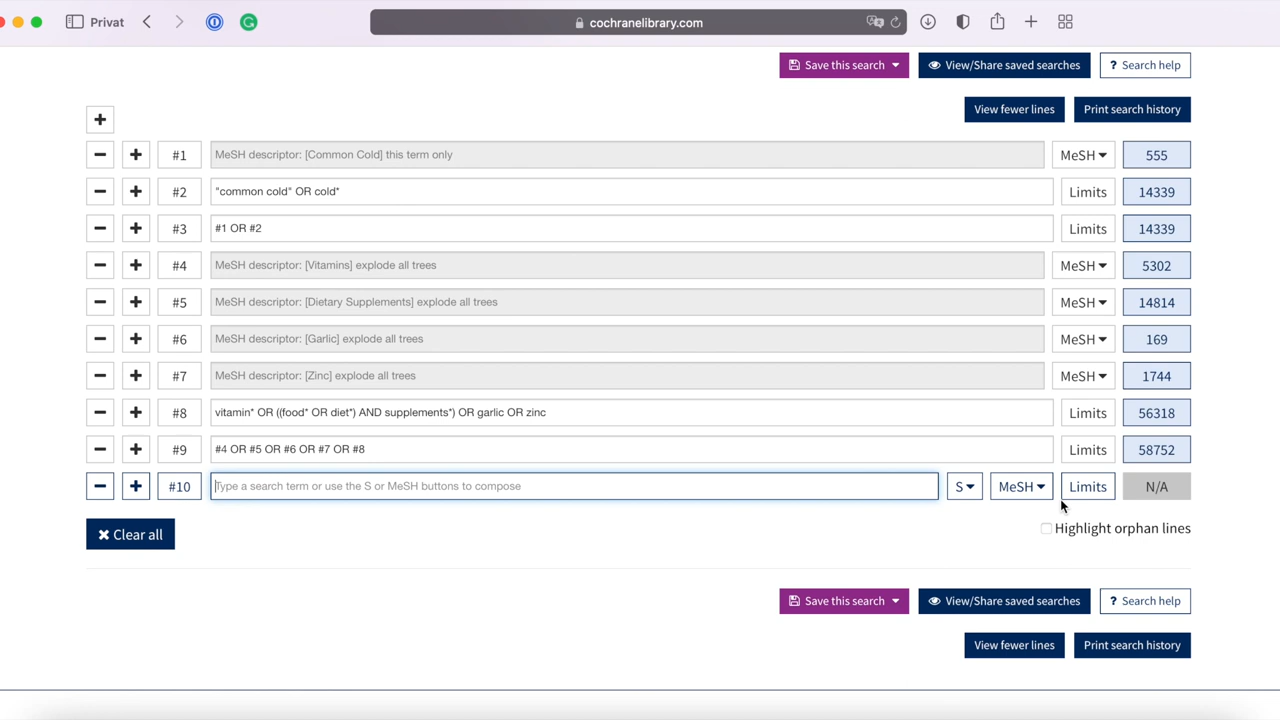 Privat
cochranelibrary.com
Save this search
View/Share saved searches
? Search help
View fewer lines
Print search history
#1 MeSH descriptor: [Common Cold] this term only MeSH 555
#2 "common cold" OR cold* Limits 14339
#3 #1 OR #2 Limits 14339
#4 MeSH descriptor: [Vitamins] explode all trees MeSH 5302
#5 MeSH descriptor: [Dietary Supplements] explode all trees MeSH 14814
#6 MeSH descriptor: [Garlic] explode all trees MeSH 169
#7 MeSH descriptor: [Zinc] explode all trees MeSH 1744
#8 vitamin* OR ((food* OR diet*) AND supplements*) OR garlic OR zinc Limits 56318
#9 #4 OR #5 OR #6 OR #7 OR #8 Limits 58752
#10 Type a search term or use the S or MeSH buttons to compose S MeSH Limits N/A
Clear all
Highlight orphan lines
Save this search
View/Share saved searches
? Search help
View fewer lines
Print search history